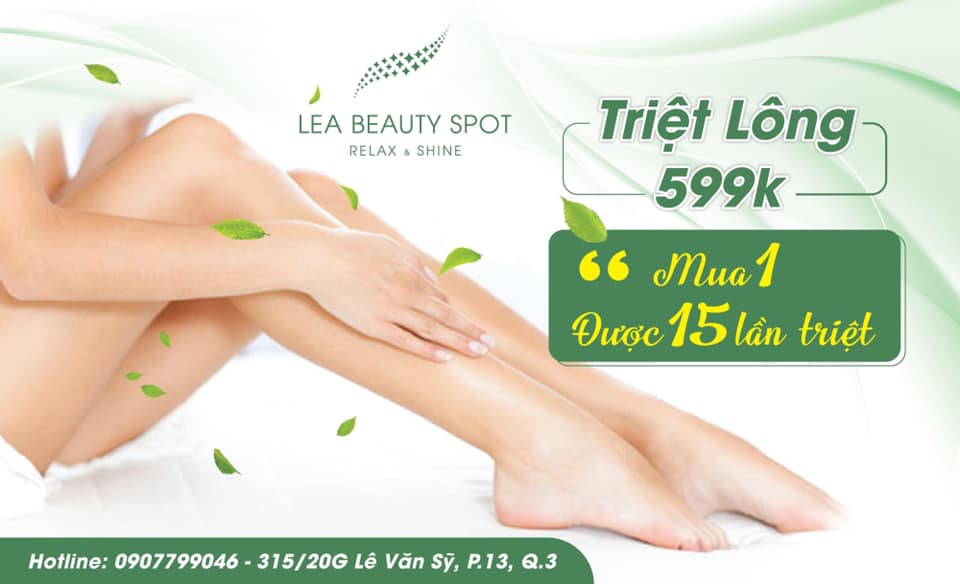 LEA BEAUTY SPOT
RELAX & SHINE
Triệt Lông
599k
“ Mua 1
Được 15 lần triệt
Hotline: 0907799046 - 315/20G Lê Văn Sỹ, P.13, Q.3